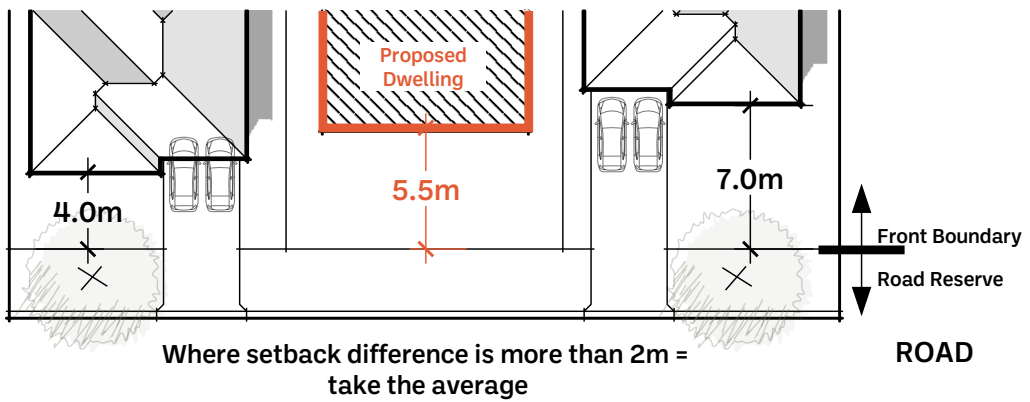 Proposed
Dwelling
4.0m
5.5m
7.0m
Front Boundary
Road Reserve
Where setback difference is more than 2m =
take the average
ROAD